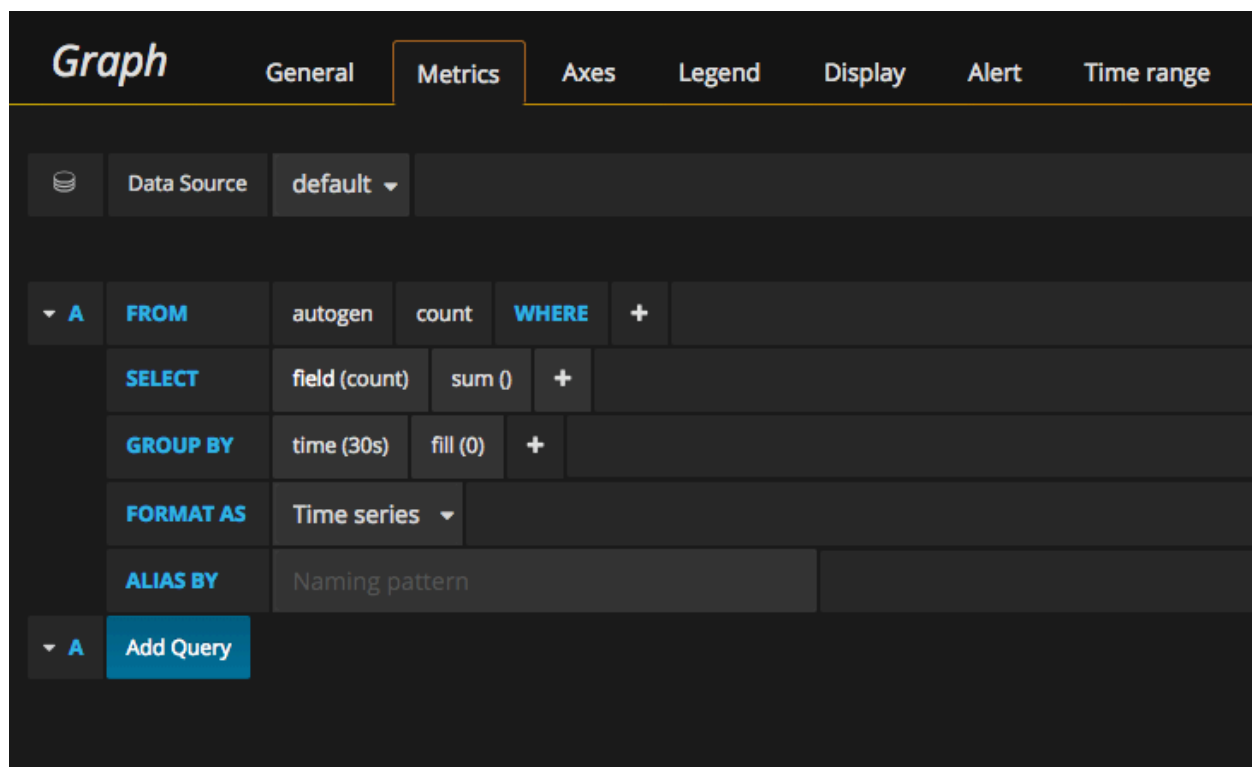 Graph General Metrics Axes Legend Display Alert Time range
Data Source default
A FROM autogen count WHERE +
SELECT field (count) sum () +
GROUP BY time (30s) fill (0) +
FORMAT AS Time series
ALIAS BY Naming pattern
A Add Query